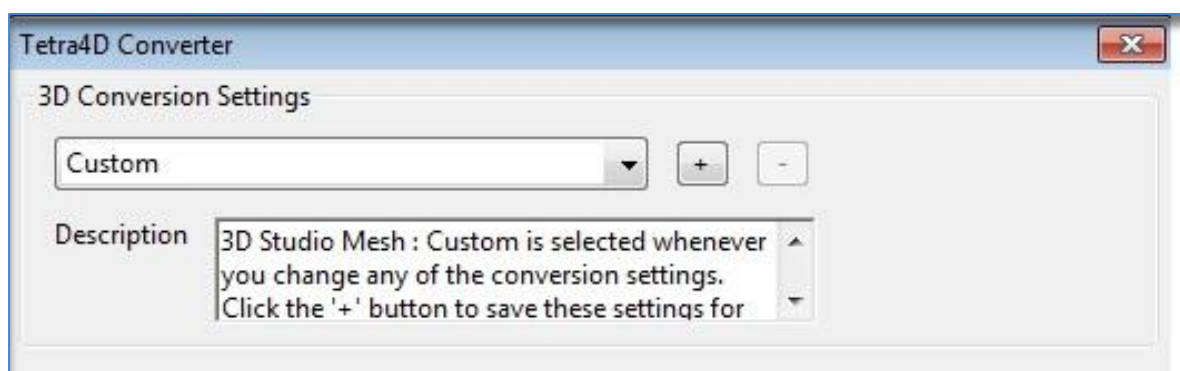 Tetra4D Converter
3D Conversion Settings
Custom
+
-
Description
3D Studio Mesh : Custom is selected whenever
you change any of the conversion settings.
Click the '+' button to save these settings for